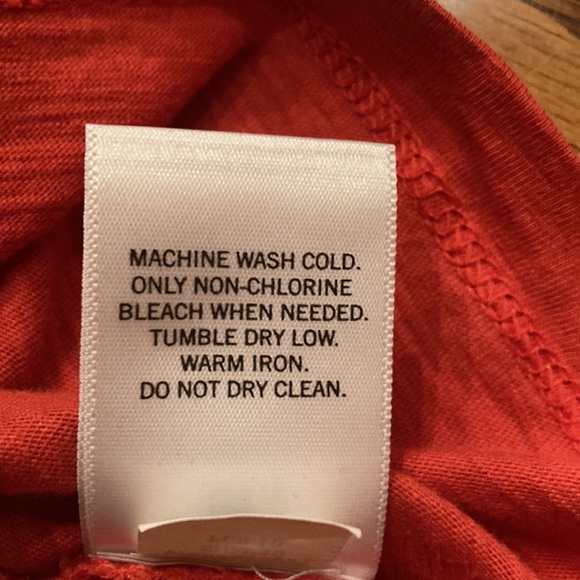 MACHINE WASH COLD.
ONLY NON-CHLORINE
BLEACH WHEN NEEDED.
TUMBLE DRY LOW.
WARM IRON.
DO NOT DRY CLEAN.